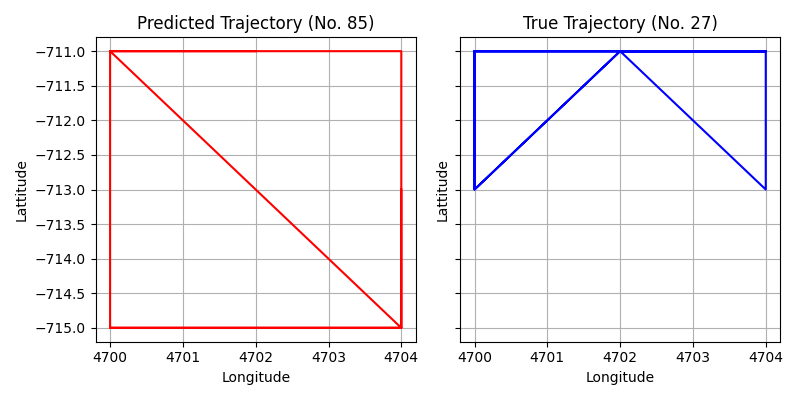 Predicted Trajectory (No. 85)
True Trajectory (No. 27)
−711.0
−711.5
−712.0
−712.5
−713.0
−713.5
−714.0
−714.5
−715.0
Lattitude
Lattitude
4700 4701 4702 4703 4704
4700 4701 4702 4703 4704
Longitude
Longitude